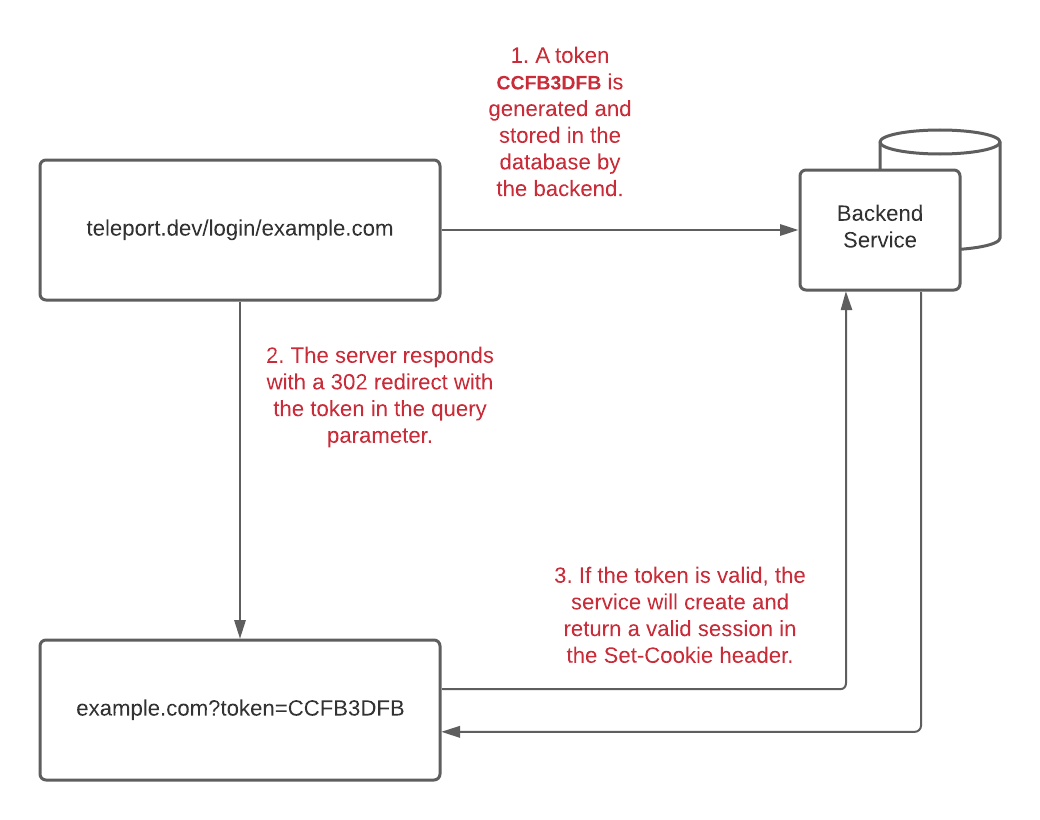 1. A token
CCFB3DFB is
generated and
stored in the
database by
the backend.
teleport.dev/login/example.com
Backend
Service
2. The server responds
with a 302 redirect with
the token in the query
parameter.
3. If the token is valid, the
service will create and
return a valid session in
the Set-Cookie header.
example.com?token=CCFB3DFB